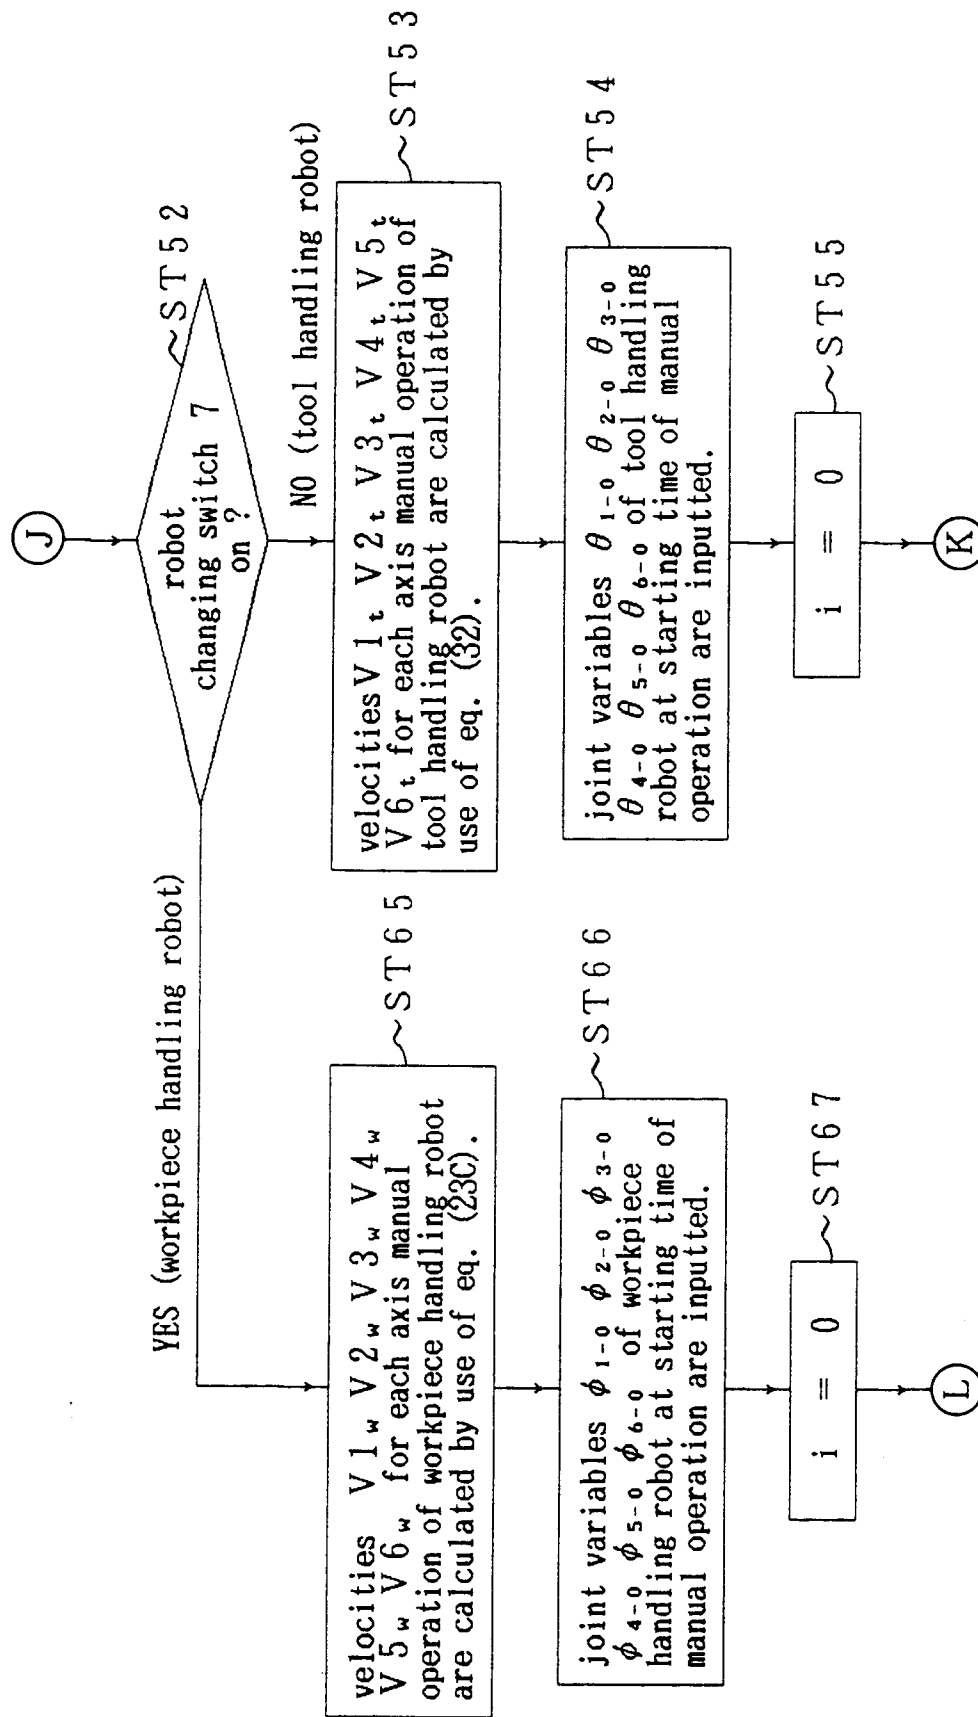 J
robot
changing switch 7
on ?
~ST52
YES (workpiece handling robot)
NO (tool handling robot)
velocities V1w V2w V3w V4w
V5w V6w for each axis manual
operation of workpiece handling robot
are calculated by use of eq. (23C).
~ST65
joint variables ϕ1-0 ϕ2-0 ϕ3-0
ϕ4-0 ϕ5-0 ϕ6-0 of workpiece
handling robot at starting time of
manual operation are inputted.
~ST66
i = 0
~ST67
L
velocities V1t V2t V3t V4t V5t
V6t for each axis manual operation of
tool handling robot are calculated by
use of eq. (32).
~ST53
joint variables θ1-0 θ2-0 θ3-0
θ4-0 θ5-0 θ6-0 of tool handling
robot at starting time of manual
operation are inputted.
~ST54
i = 0
~ST55
K